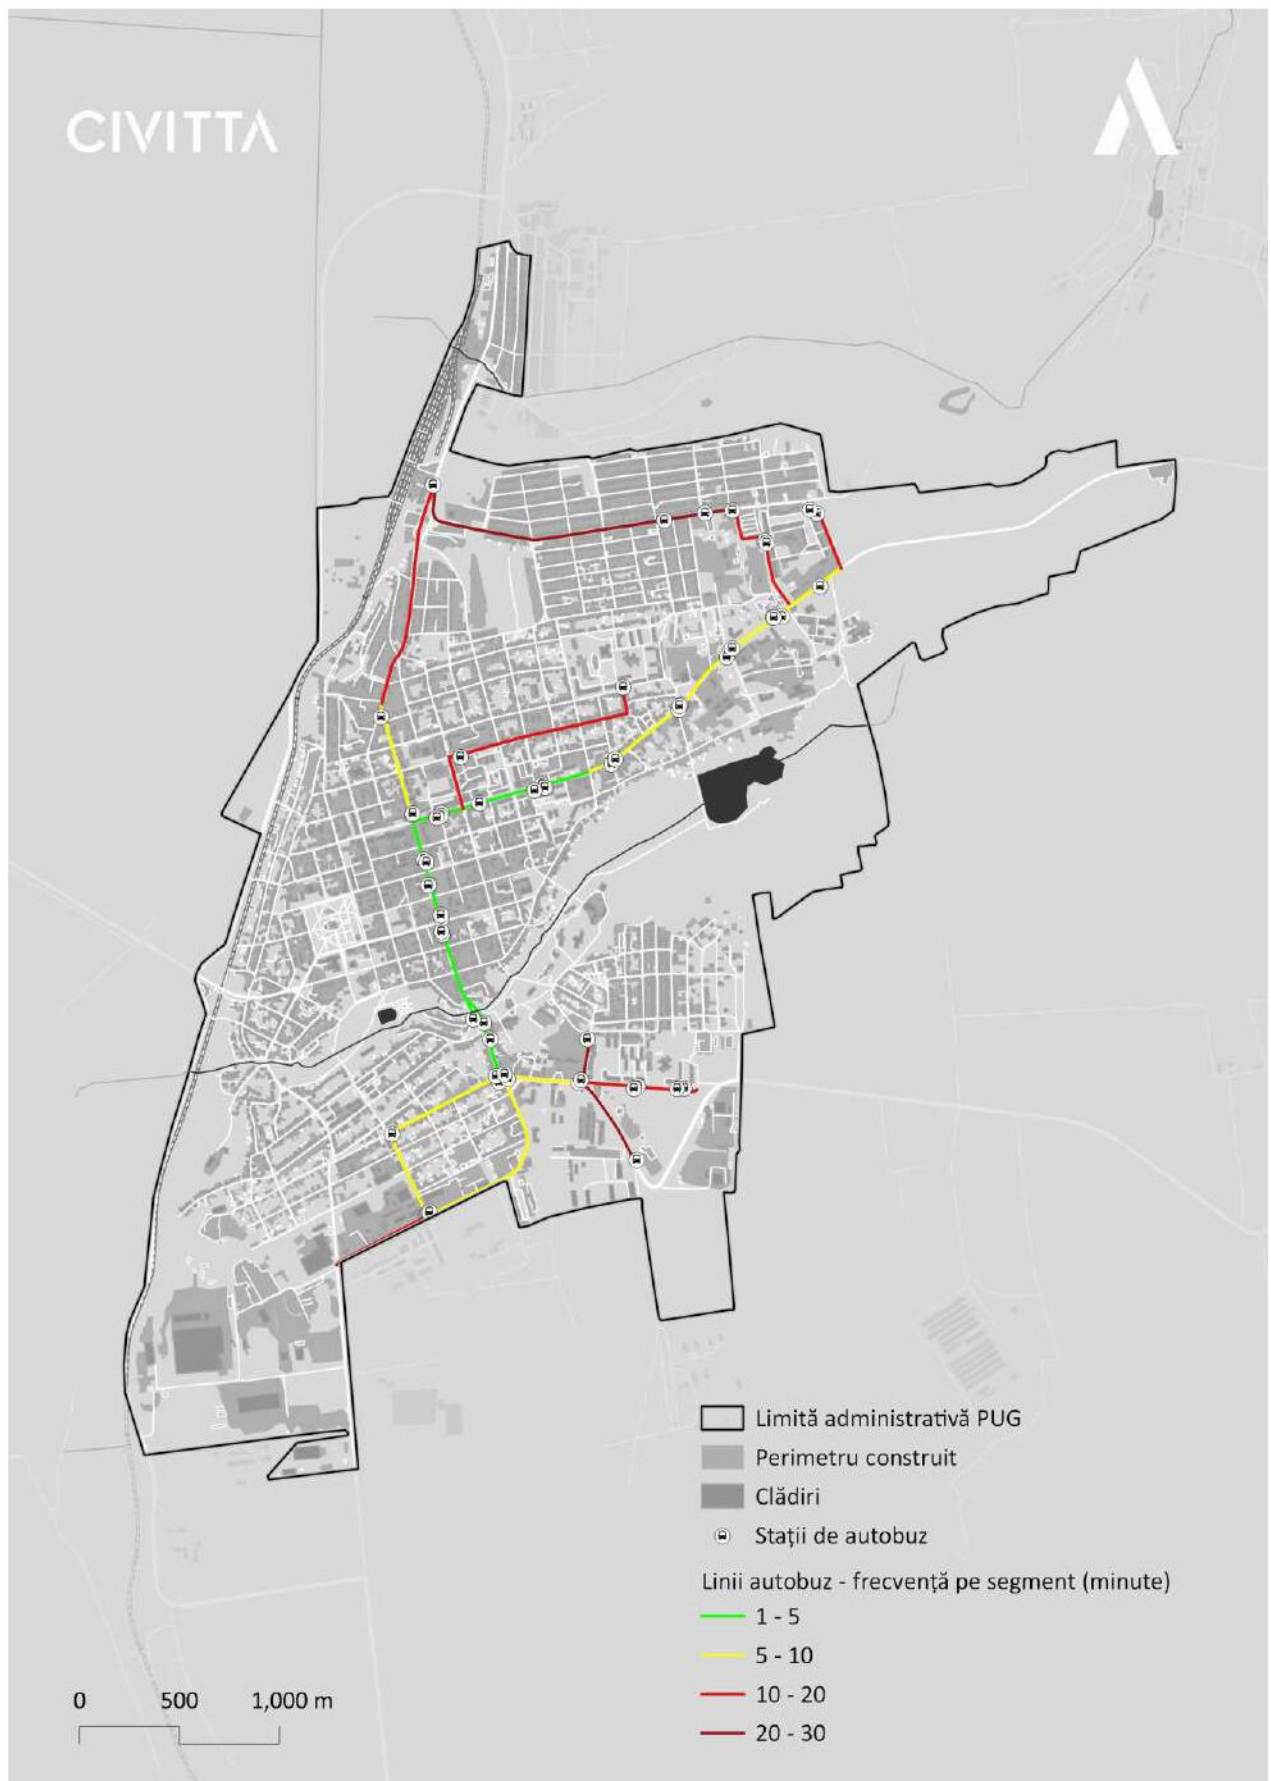 CIVITTA
Limită administrativă PUG
Perimetru construit
Clădiri
Stații de autobuz
Linii autobuz - frecvență pe segment (minute)
1 - 5
5 - 10
10 - 20
20 - 30
0 500 1,000 m